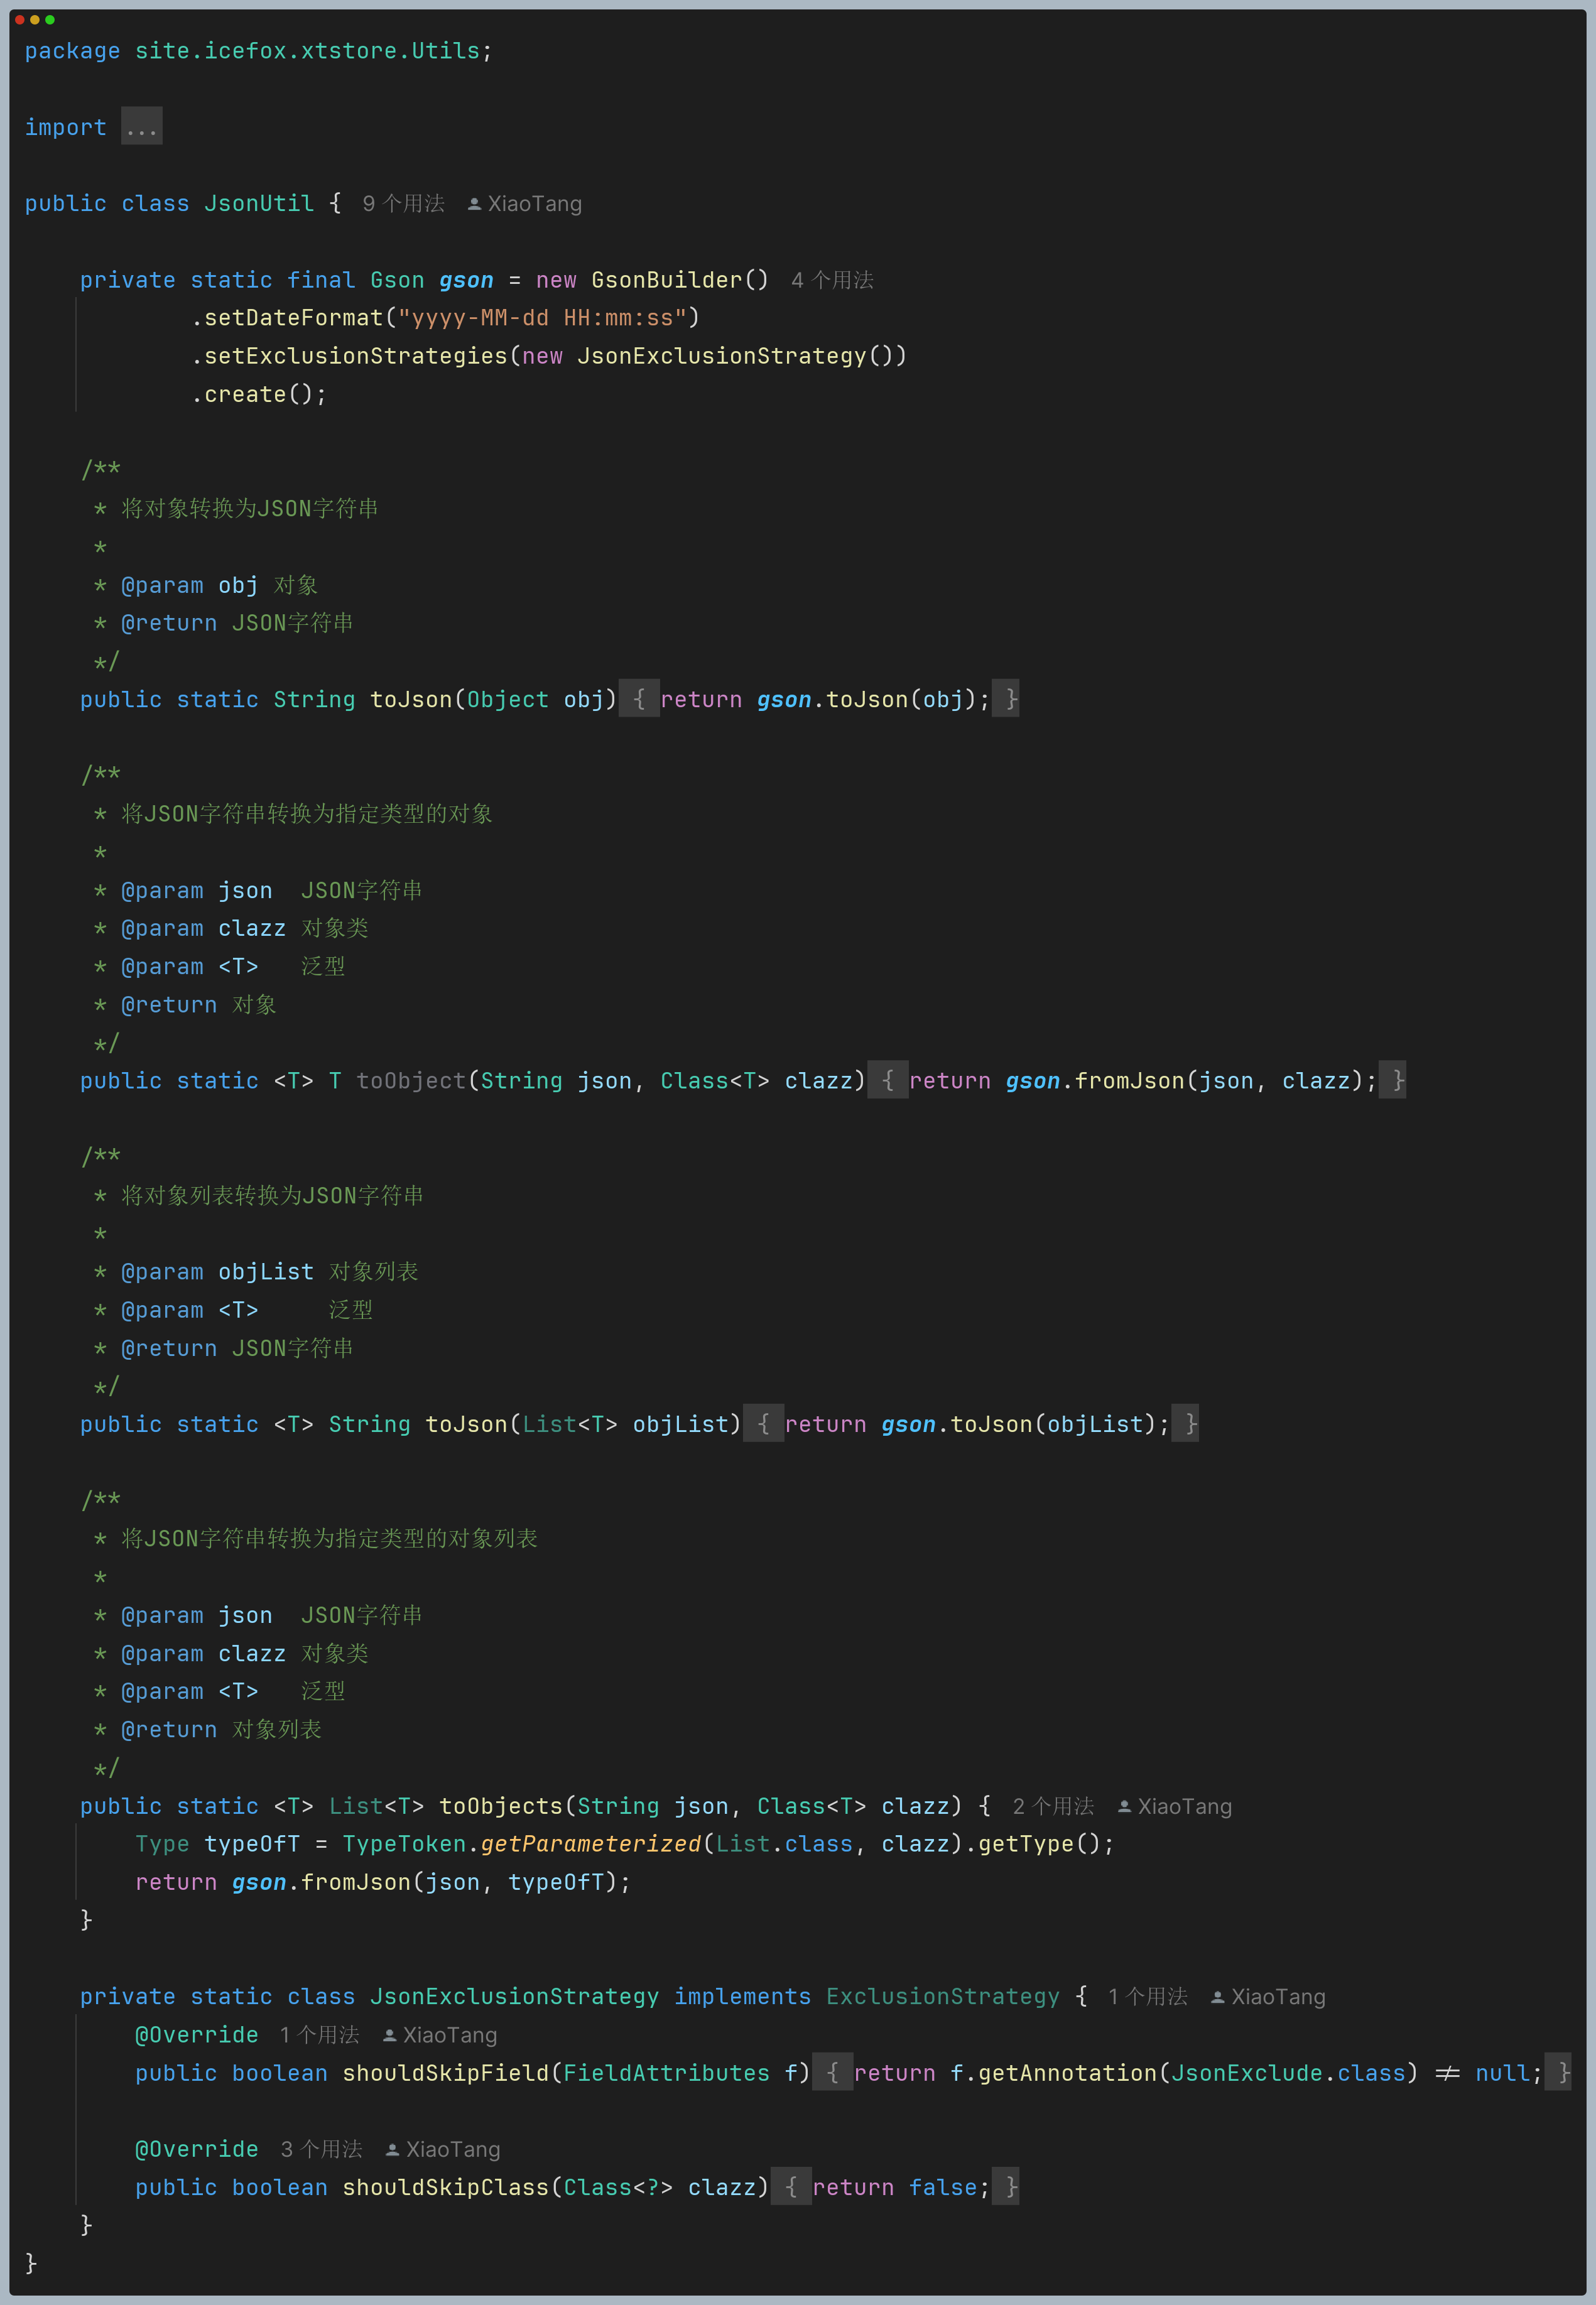 package site.icefox.xtstore.Utils;
import ...
public class JsonUtil { 9 个用法 XiaoTang
private static final Gson gson = new GsonBuilder() 4 个用法
.setDateFormat("yyyy-MM-dd HH:mm:ss")
.setExclusionStrategies(new JsonExclusionStrategy())
.create();
/**
* 将对象转换为JSON字符串
*
* @param obj 对象
* @return JSON字符串
*/
public static String toJson(Object obj) { return gson.toJson(obj); }
/**
* 将JSON字符串转换为指定类型的对象
*
* @param json  JSON字符串
* @param clazz 对象类
* @param <T>   泛型
* @return 对象
*/
public static <T> T toObject(String json, Class<T> clazz) { return gson.fromJson(json, clazz); }
/**
* 将对象列表转换为JSON字符串
*
* @param objList 对象列表
* @param <T>     泛型
* @return JSON字符串
*/
public static <T> String toJson(List<T> objList) { return gson.toJson(objList); }
/**
* 将JSON字符串转换为指定类型的对象列表
*
* @param json  JSON字符串
* @param clazz 对象类
* @param <T>   泛型
* @return 对象列表
*/
public static <T> List<T> toObjects(String json, Class<T> clazz) { 2 个用法 XiaoTang
Type typeOfT = TypeToken.getParameterized(List.class, clazz).getType();
return gson.fromJson(json, typeOfT);
}
private static class JsonExclusionStrategy implements ExclusionStrategy { 1 个用法 XiaoTang
@Override 1 个用法 XiaoTang
public boolean shouldSkipField(FieldAttributes f) { return f.getAnnotation(JsonExclude.class) != null; }
@Override 3 个用法 XiaoTang
public boolean shouldSkipClass(Class<?> clazz) { return false; }
}
}